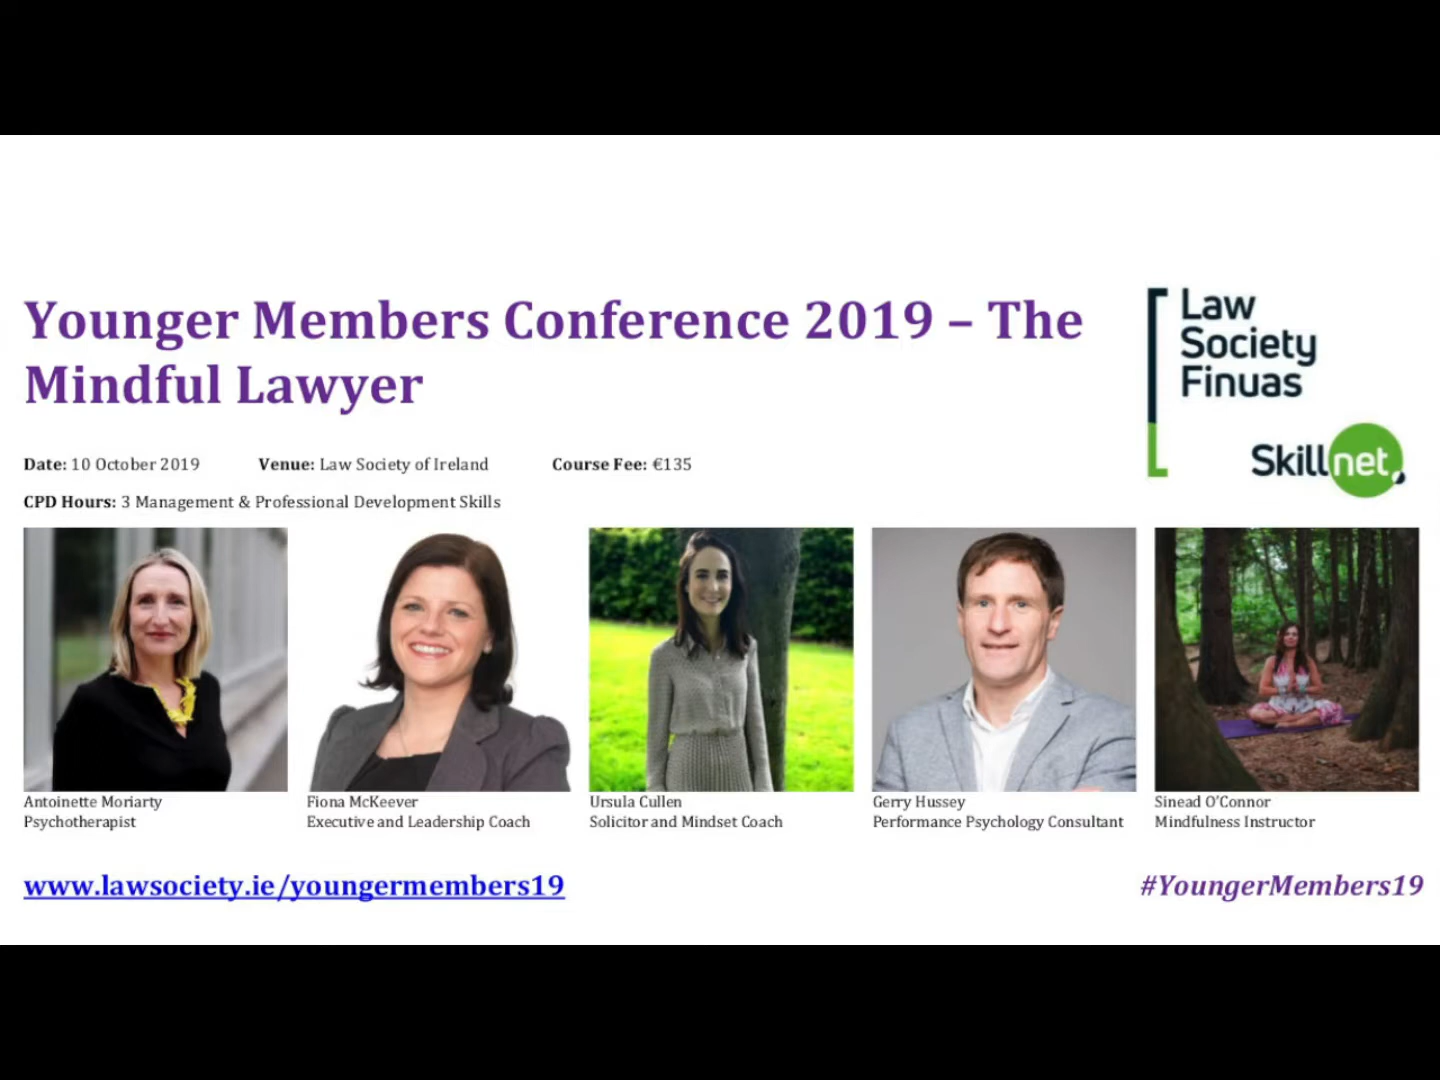 Younger Members Conference 2019 – The
Mindful Lawyer
Law
Society
Finuas
Skillnet
Date: 10 October 2019 Venue: Law Society of Ireland Course Fee: €135
CPD Hours: 3 Management & Professional Development Skills
Antoinette Moriarty
Psychotherapist
Fiona McKeever
Executive and Leadership Coach
Ursula Cullen
Solicitor and Mindset Coach
Gerry Hussey
Performance Psychology Consultant
Sinead O'Connor
Mindfulness Instructor
www.lawsociety.ie/youngermembers19
#YoungerMembers19